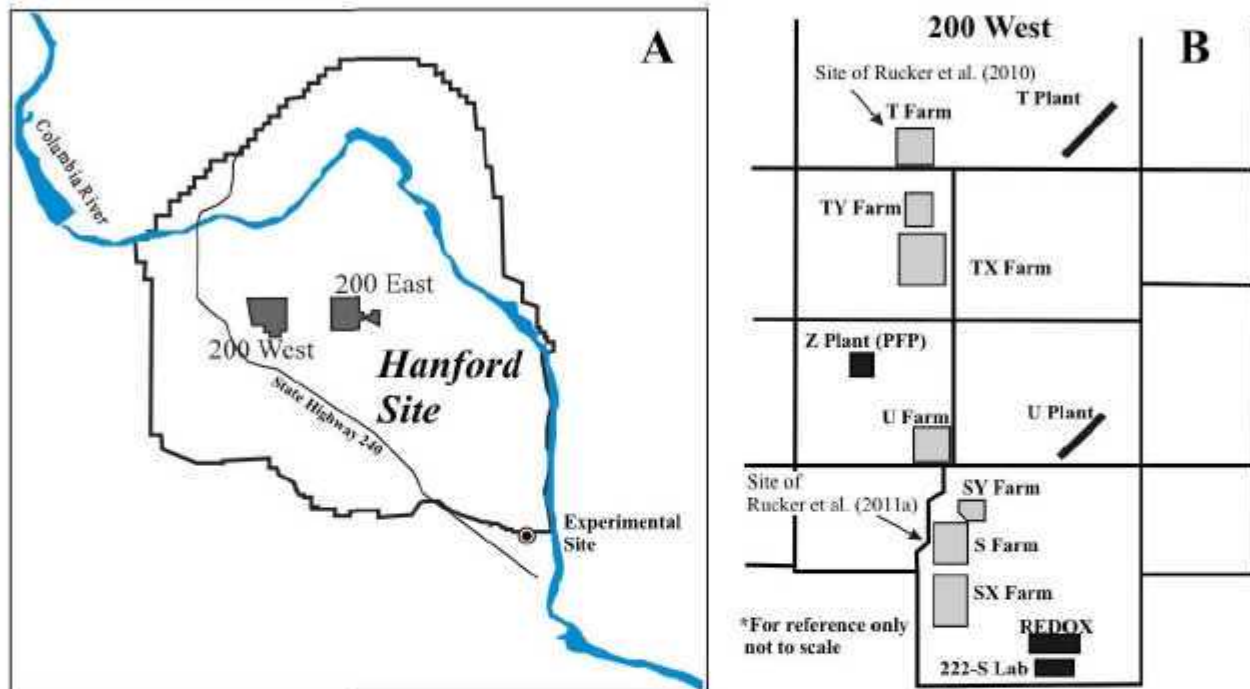 A
Columbia River
200 East
200 West
Hanford
Site
State Highway 240
Experimental
Site
200 West
B
Site of Rucker et al. (2010)
T Plant
T Farm
TY Farm
TX Farm
Z Plant (PFP)
U Farm
U Plant
Site of
Rucker et al. (2011a)
SY Farm
S Farm
SX Farm
*For reference only
not to scale
REDOX
222-S Lab